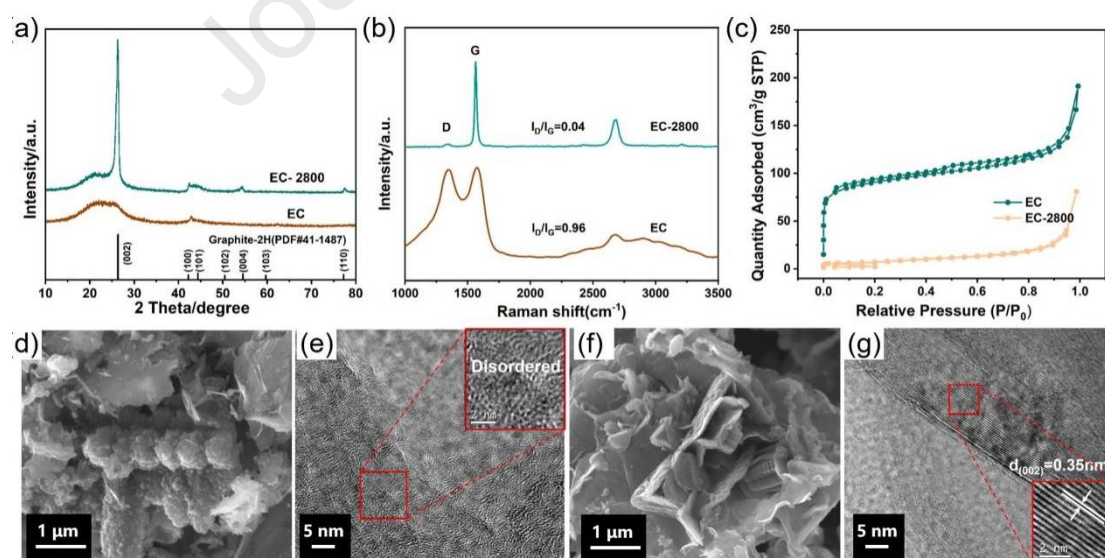 Jou
a)
Intensity/a.u.
EC- 2800
EC
Graphite-2H(PDF#41-1487)
(002)
(100)
(101)
(102)
(004)
(103)
(110)
10 20 30 40 50 60 70 80
2 Theta/degree
b)
Intensity/a.u.
G
D
I_D/I_G=0.04
EC-2800
I_D/I_G=0.96
EC
1000 1500 2000 2500 3000 3500
Raman shift(cm⁻¹)
c)
Quantity Adsorbed (cm³/g STP)
250
200
150
100
50
0
EC
EC-2800
0.0 0.2 0.4 0.6 0.8 1.0
Relative Pressure (P/P₀)
d)
1 μm
(e)
Disordered
2 nm
5 nm
(f)
1 μm
(g)
d(002)=0.35nm
2 nm
5 nm